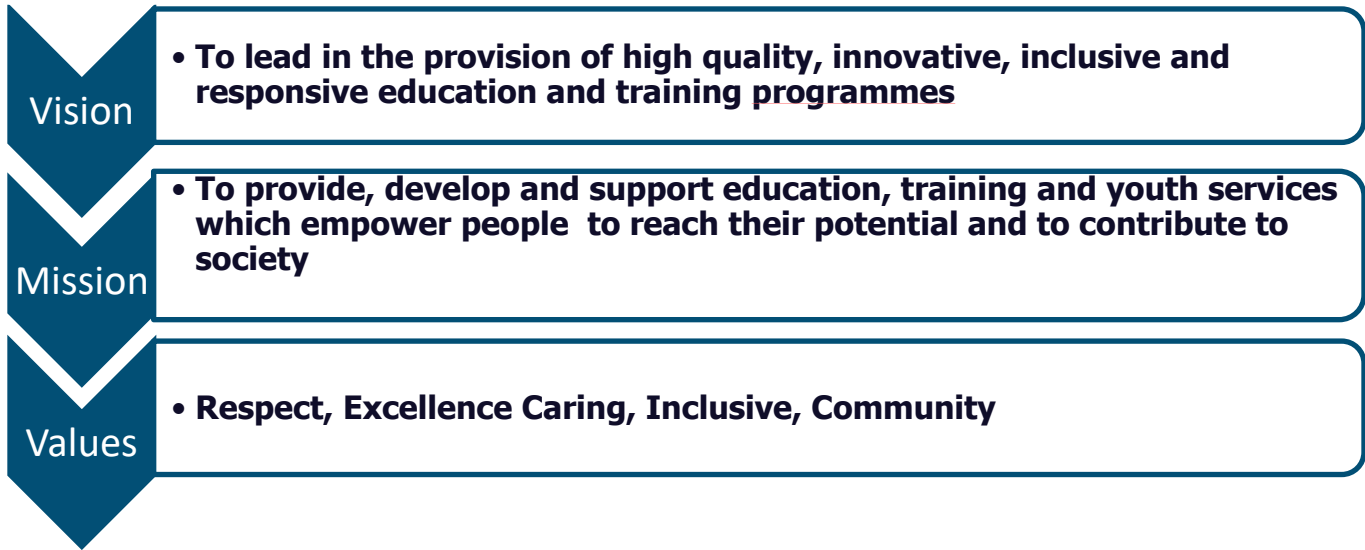 Vision
• To lead in the provision of high quality, innovative, inclusive and
responsive education and training programmes
Mission
• To provide, develop and support education, training and youth services
which empower people  to reach their potential and to contribute to
society
Values
• Respect, Excellence Caring, Inclusive, Community